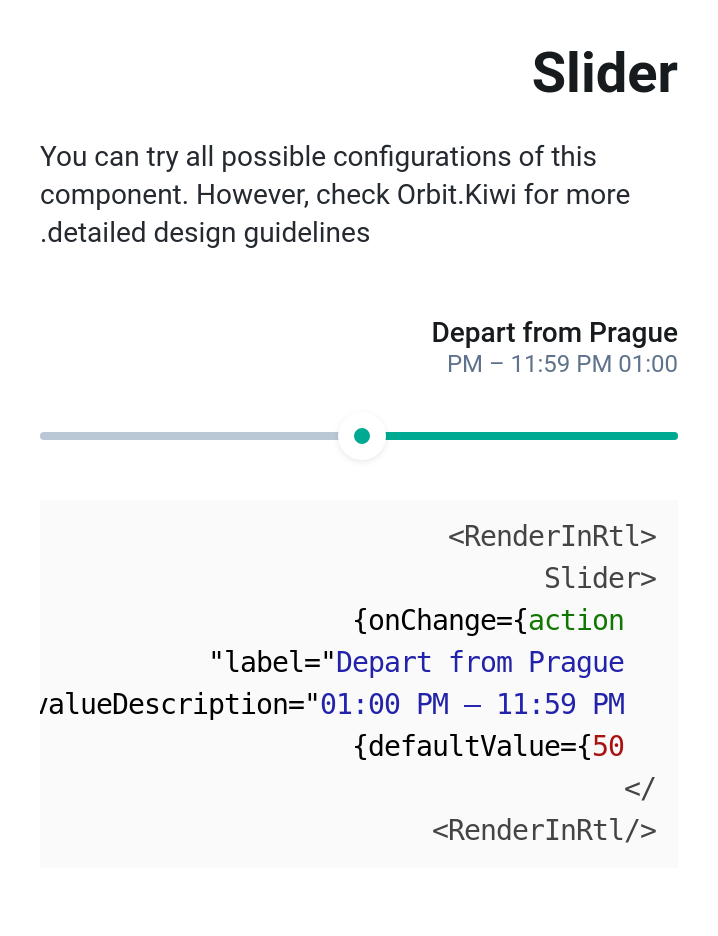 Slider
You can try all possible configurations of this
component. However, check Orbit.Kiwi for more
.detailed design guidelines
Depart from Prague
PM – 11:59 PM 01:00
<RenderInRtl>
Slider>
{onChange={action
"label="Depart from Prague
valueDescription="01:00 PM – 11:59 PM
{defaultValue={50
</
<RenderInRtl/>